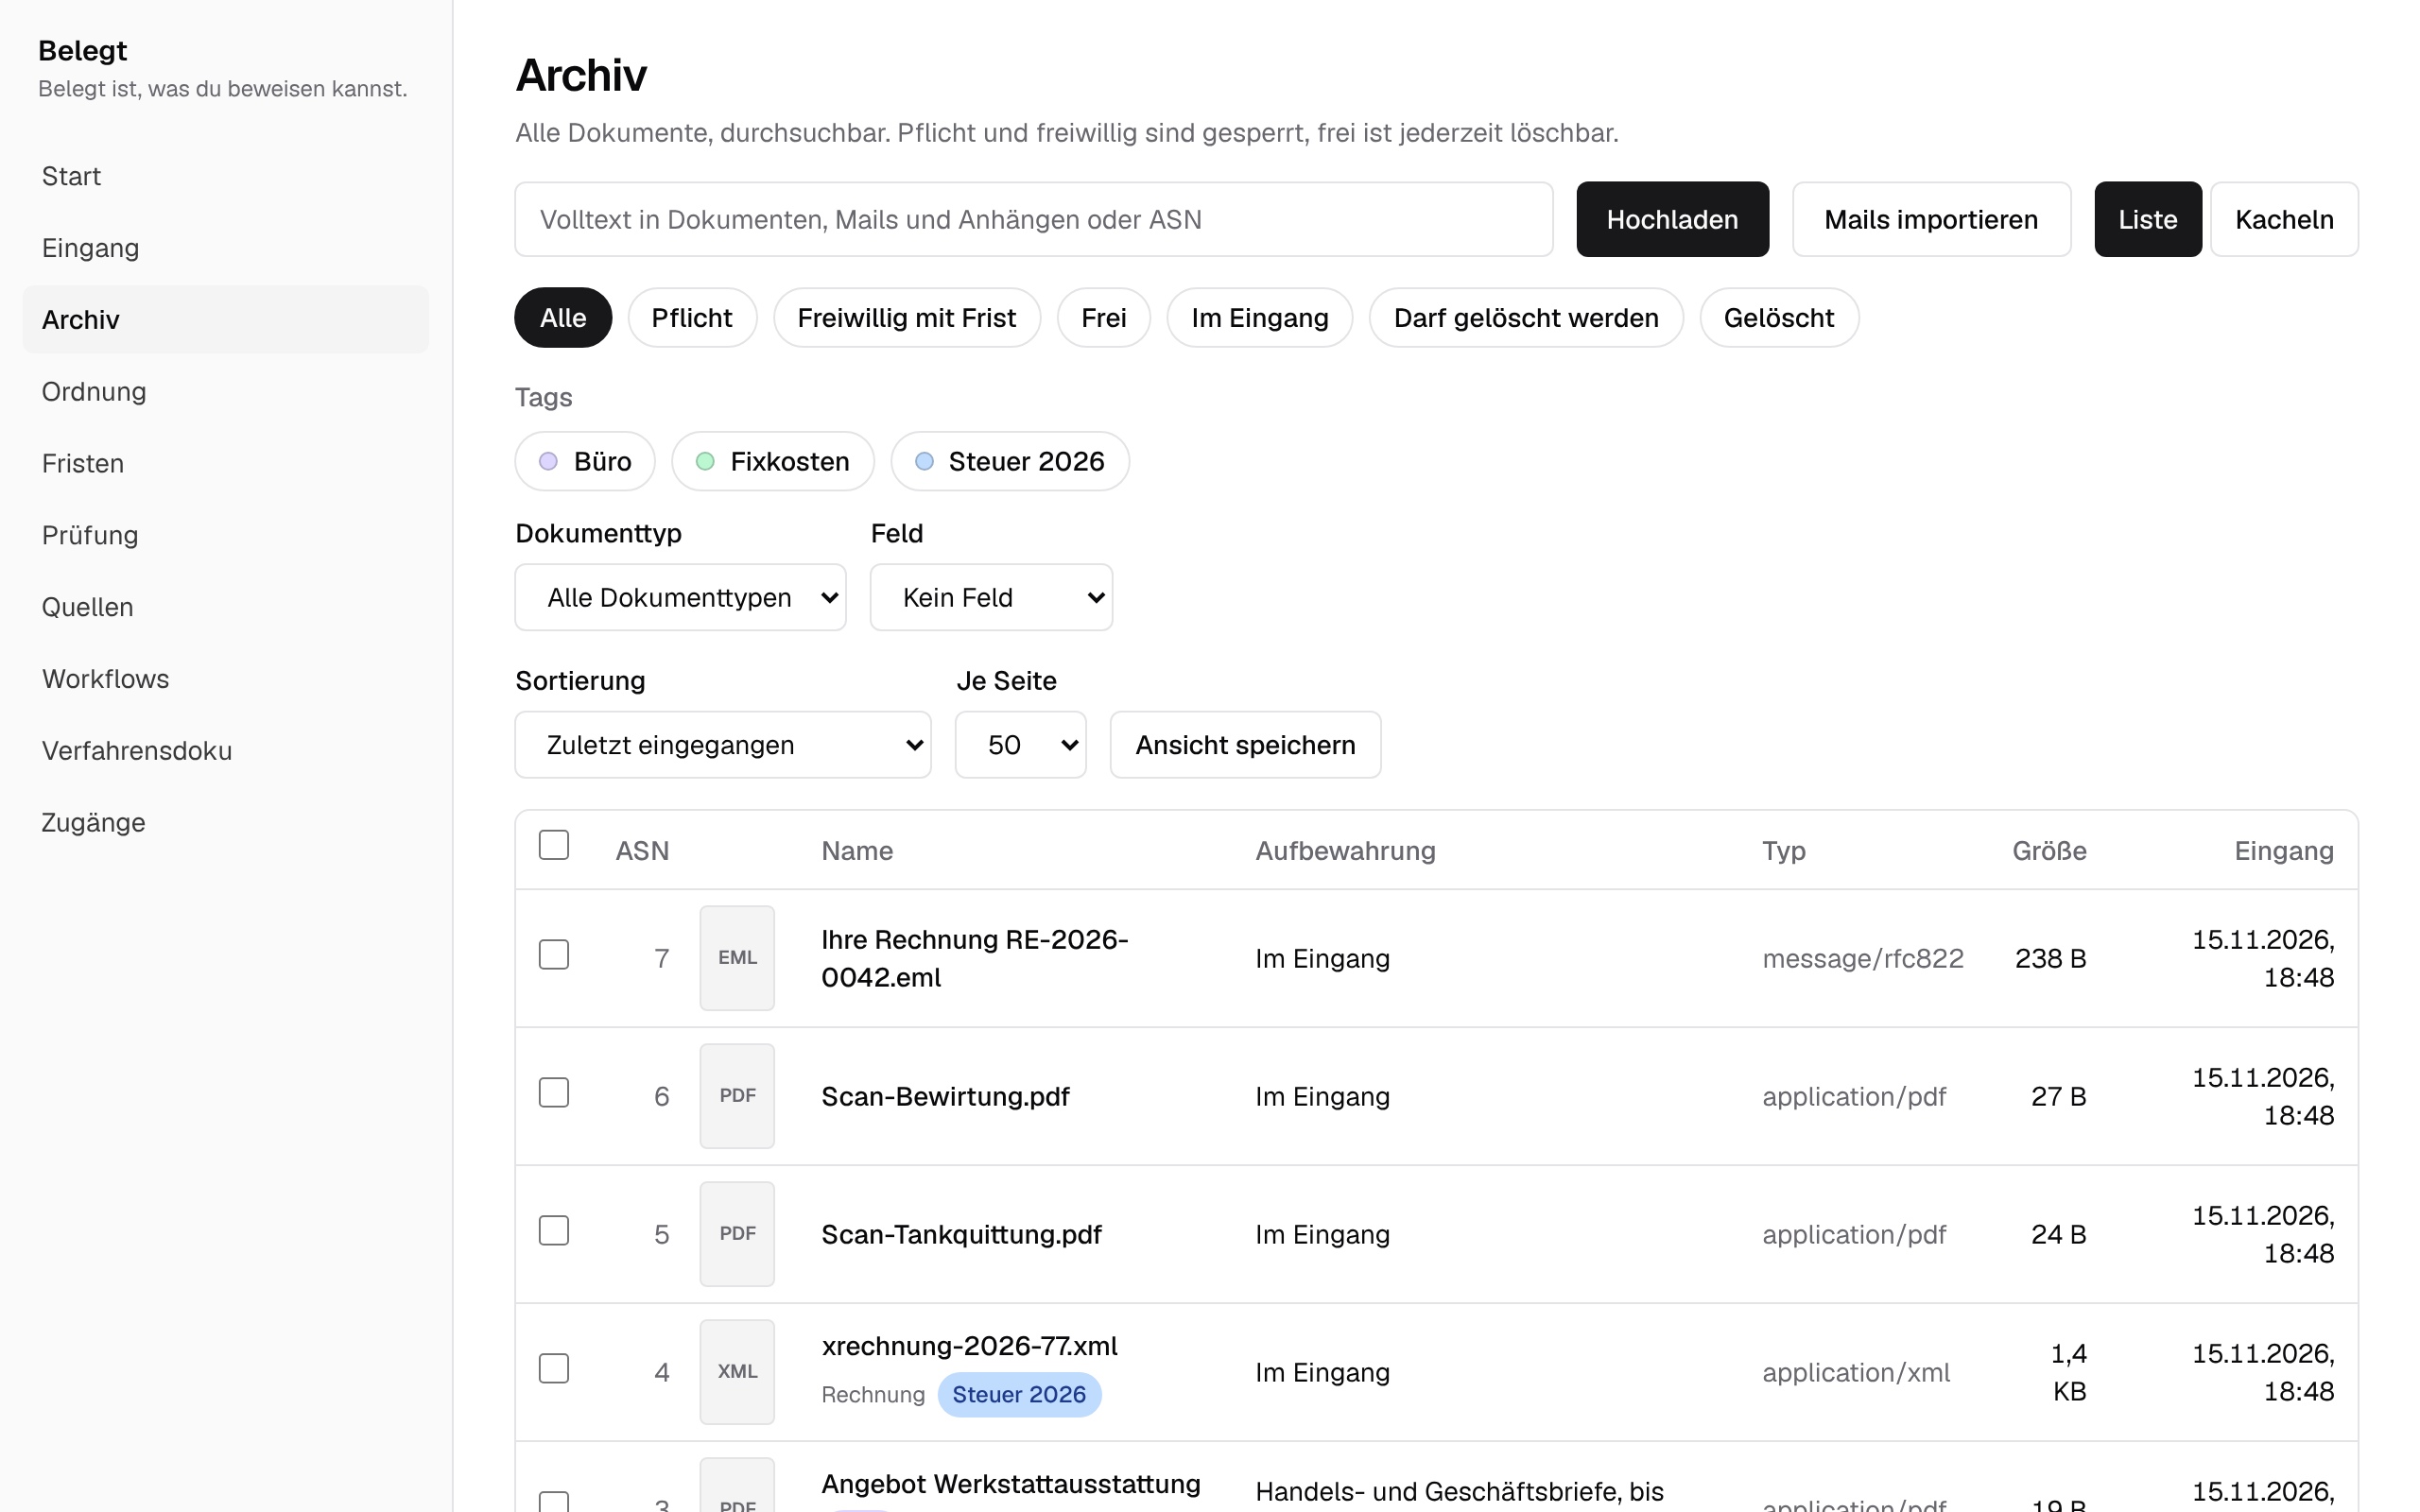 Belegt
Belegt ist, was du beweisen kannst.
Start
Eingang
Archiv
Ordnung
Fristen
Prüfung
Quellen
Workflows
Verfahrensdoku
Zugänge
Archiv
Alle Dokumente, durchsuchbar. Pflicht und freiwillig sind gesperrt, frei ist jederzeit löschbar.
Volltext in Dokumenten, Mails und Anhängen oder ASN
Hochladen
Mails importieren
Liste
Kacheln
Alle
Pflicht
Freiwillig mit Frist
Frei
Im Eingang
Darf gelöscht werden
Gelöscht
Tags
Büro
Fixkosten
Steuer 2026
Dokumenttyp
Feld
Alle Dokumenttypen
Kein Feld
Sortierung
Je Seite
Zuletzt eingegangen
50
Ansicht speichern
ASN
Name
Aufbewahrung
Typ
Größe
Eingang
7
EML
Ihre Rechnung RE-2026-
0042.eml
Im Eingang
message/rfc822
238 B
15.11.2026,
18:48
6
PDF
Scan-Bewirtung.pdf
Im Eingang
application/pdf
27 B
15.11.2026,
18:48
5
PDF
Scan-Tankquittung.pdf
Im Eingang
application/pdf
24 B
15.11.2026,
18:48
4
XML
xrechnung-2026-77.xml
Rechnung
Steuer 2026
Im Eingang
application/xml
1,4
KB
15.11.2026,
18:48
3
PDF
Angebot Werkstattausstattung
Handels- und Geschäftsbriefe, bis
application/pdf
19 B
15.11.2026,